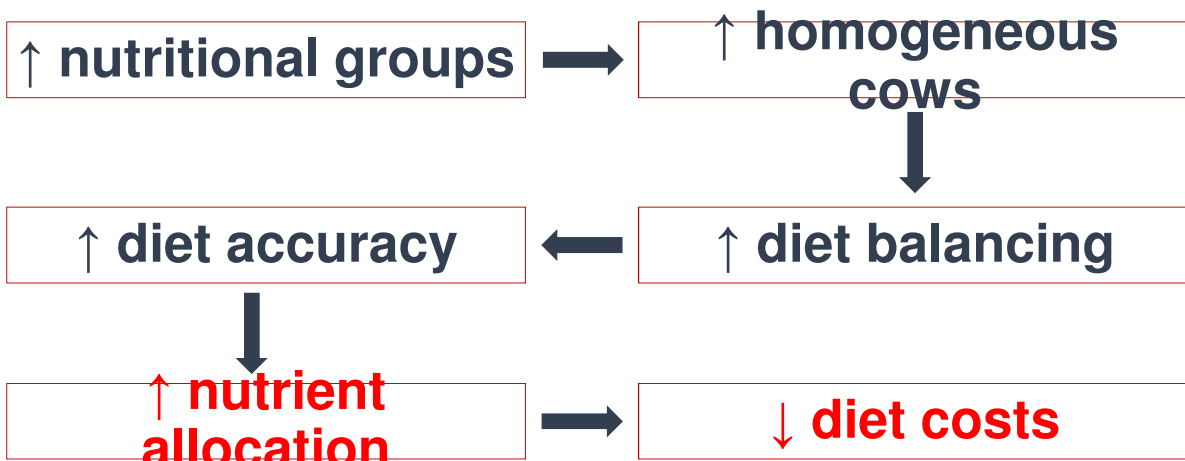 ↑ nutritional groups
↑ homogeneous
cows
↑ diet balancing
↑ diet accuracy
↑ nutrient
allocation
↓ diet costs